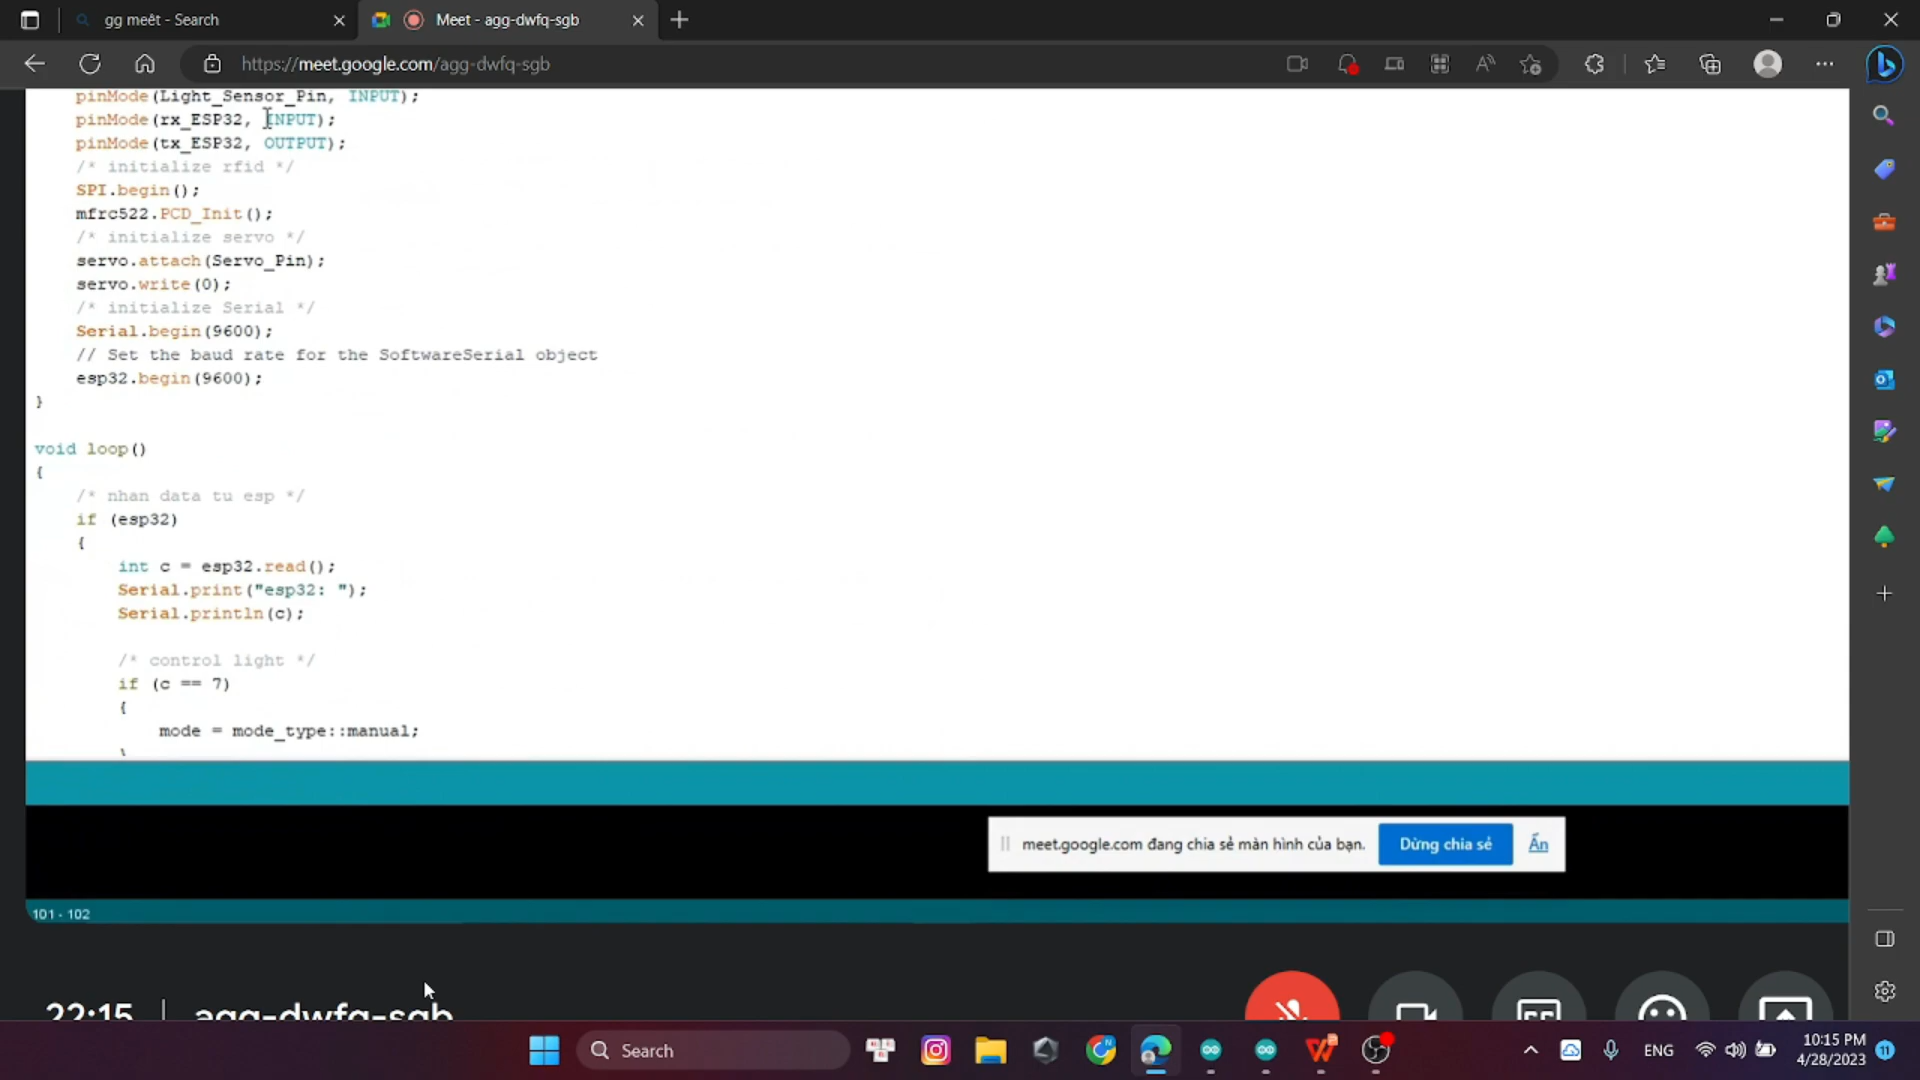 gg meêt - Search
Meet - agg-dwfq-sgb
https://meet.google.com/agg-dwfq-sgb
pinMode(Light_Sensor_Pin, INPUT);
pinMode(rx_ESP32, INPUT);
pinMode(tx_ESP32, OUTPUT);
/* initialize rfid */
SPI.begin();
mfrc522.PCD_Init();
/* initialize servo */
servo.attach(Servo_Pin);
servo.write(0);
/* initialize Serial */
Serial.begin(9600);
// Set the baud rate for the SoftwareSerial object
esp32.begin(9600);
}
void loop()
{
/* nhan data tu esp */
if (esp32)
{
int c = esp32.read();
Serial.print("esp32: ");
Serial.println(c);
/* control light */
if (c == 7)
{
mode = mode_type::manual;
}
meet.google.com đang chia sẻ màn hình của bạn.
Dừng chia sẻ
Ẩn
101 - 102
22:15 | agg-dwfq-sgb
Search
ENG
10:15 PM
4/28/2023